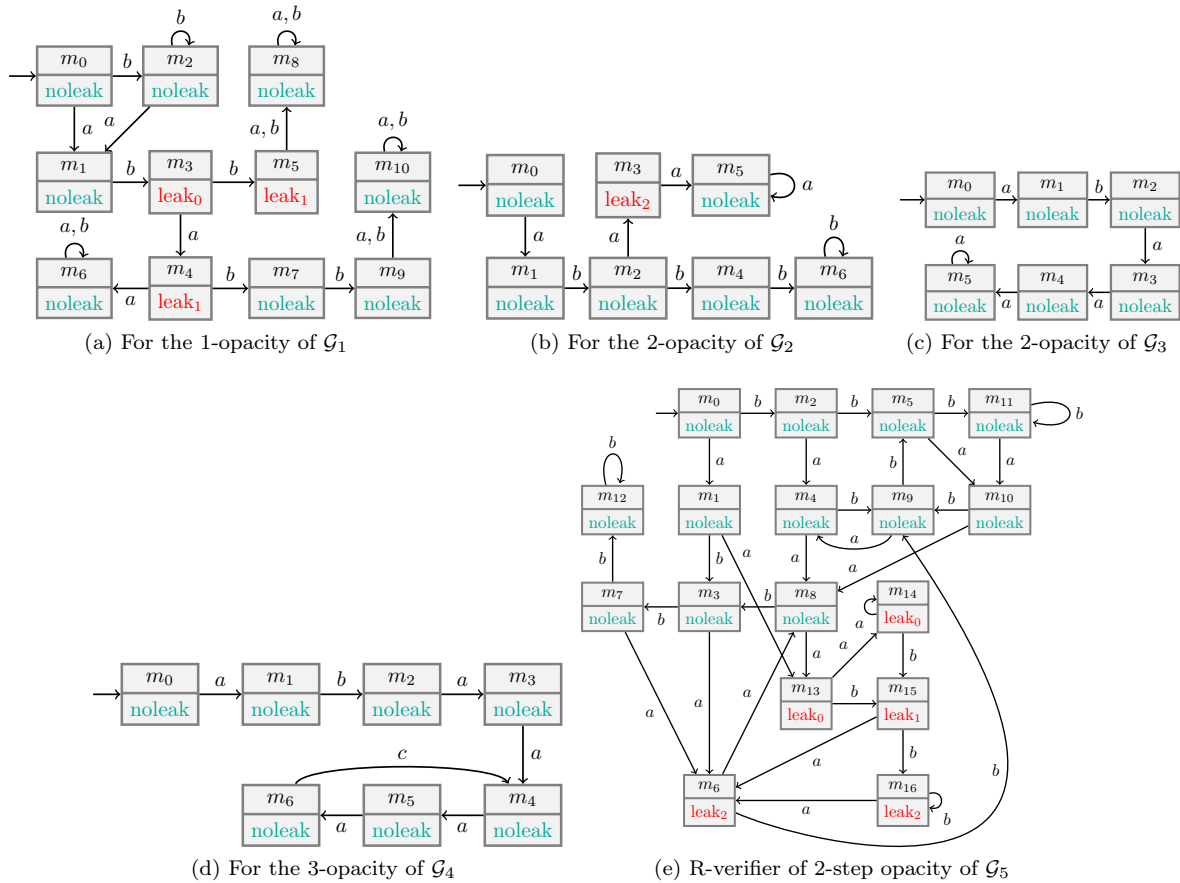 a, b
b
m0
noleak
b
m2
noleak
m8
noleak
a
a
a, b
a, b
m1
noleak
b
m3
leak0
b
m5
leak1
m10
noleak
a, b
a
a, b
m6
noleak
a
m4
leak1
b
m7
noleak
b
m9
noleak
(a) For the 1-opacity of G1
m0
noleak
m3
leak2
a
m5
noleak
a
a
a
b
m1
noleak
b
m2
noleak
b
m4
noleak
b
m6
noleak
(b) For the 2-opacity of G2
m0
noleak
a
m1
noleak
b
m2
noleak
a
a
m5
noleak
a
m4
noleak
a
m3
noleak
(c) For the 2-opacity of G3
m0
noleak
a
m1
noleak
b
m2
noleak
a
m3
noleak
c
a
m6
noleak
a
m5
noleak
a
m4
noleak
(d) For the 3-opacity of G4
m0
noleak
b
m2
noleak
b
m5
noleak
b
m11
noleak
b
b
a
a
b
a
a
m12
noleak
m1
noleak
m4
noleak
b
m9
noleak
b
m10
noleak
a
b
b
a
a
a
m7
noleak
b
m3
noleak
b
m8
noleak
m14
leak0
a
a
a
b
m13
leak0
b
m15
leak1
a
a
a
a
b
b
m6
leak2
a
m16
leak2
b
(e) R-verifier of 2-step opacity of G5